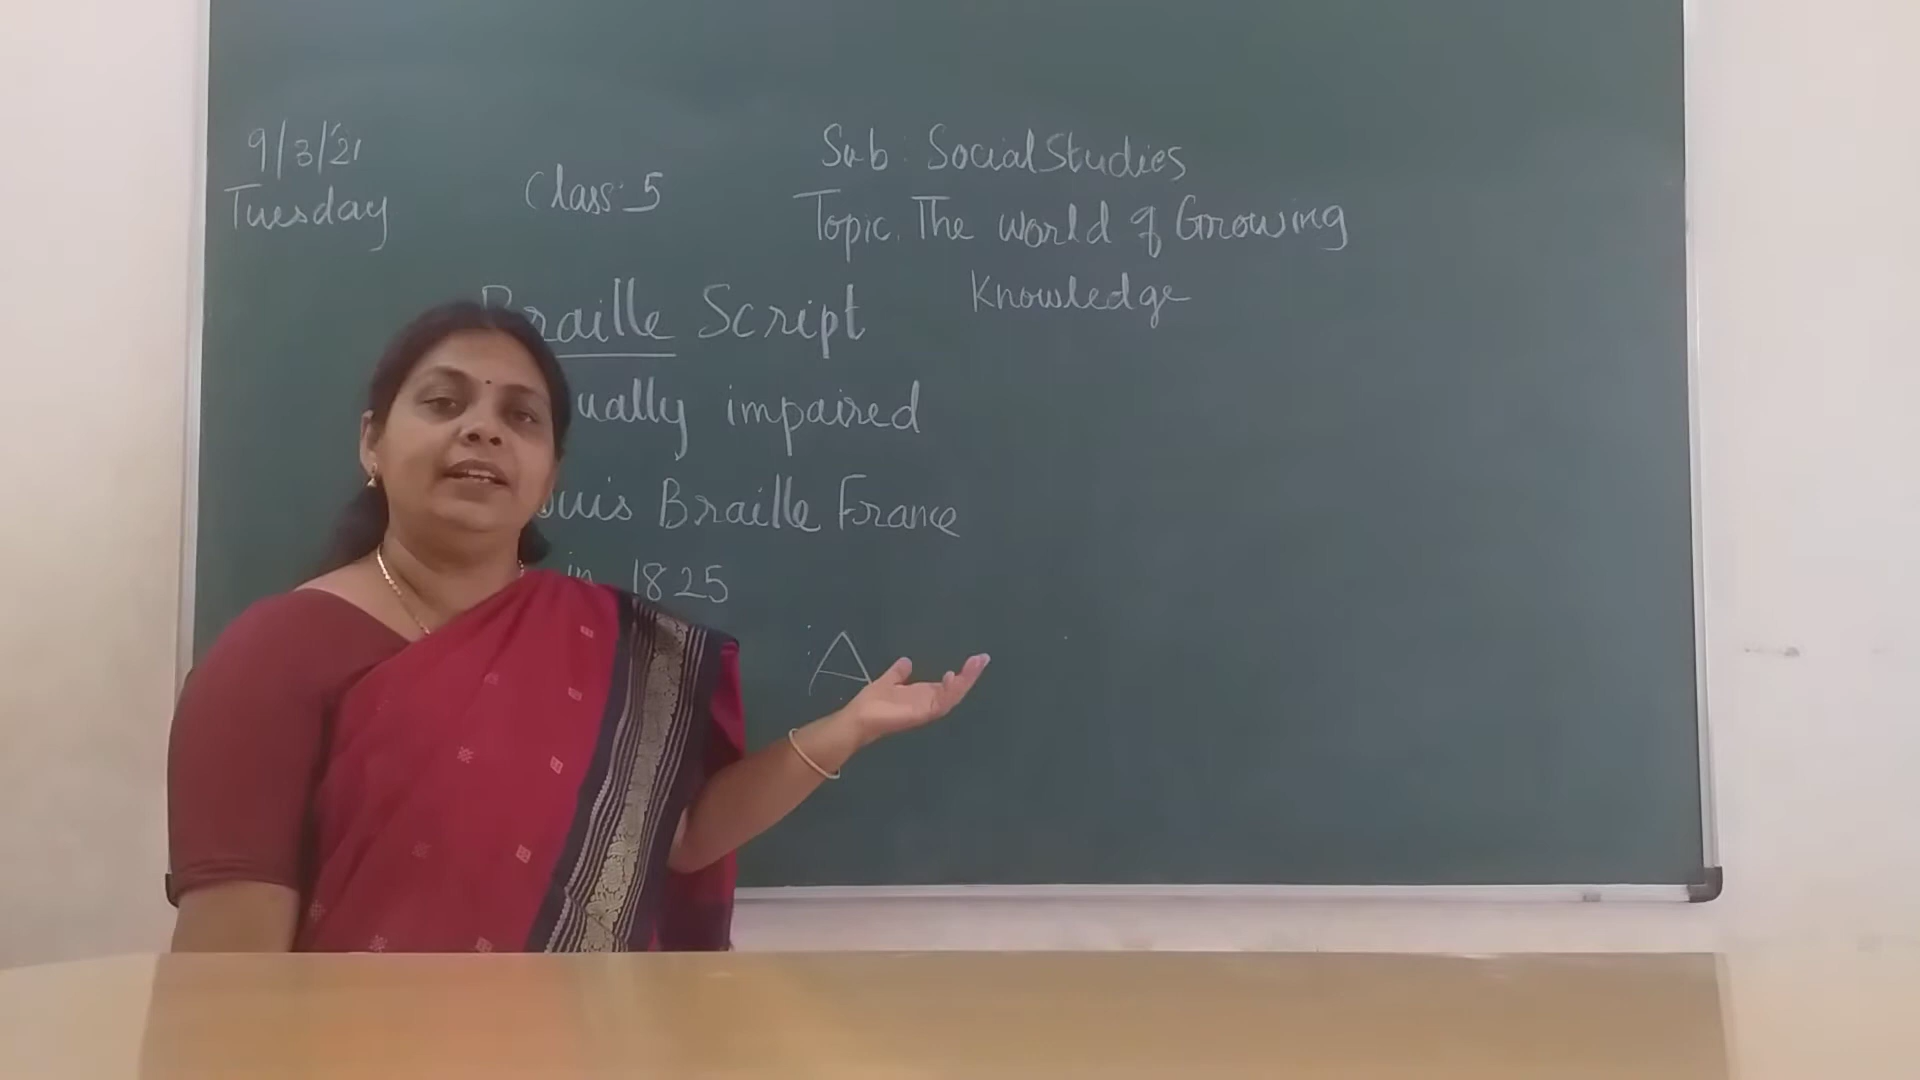 9/3/'21
Tuesday
Class: 5
Sub: Social Studies
Topic. The world of Growing
Knowledge
Braille Script
ually impaired
ouis Braille France
in 1825
A